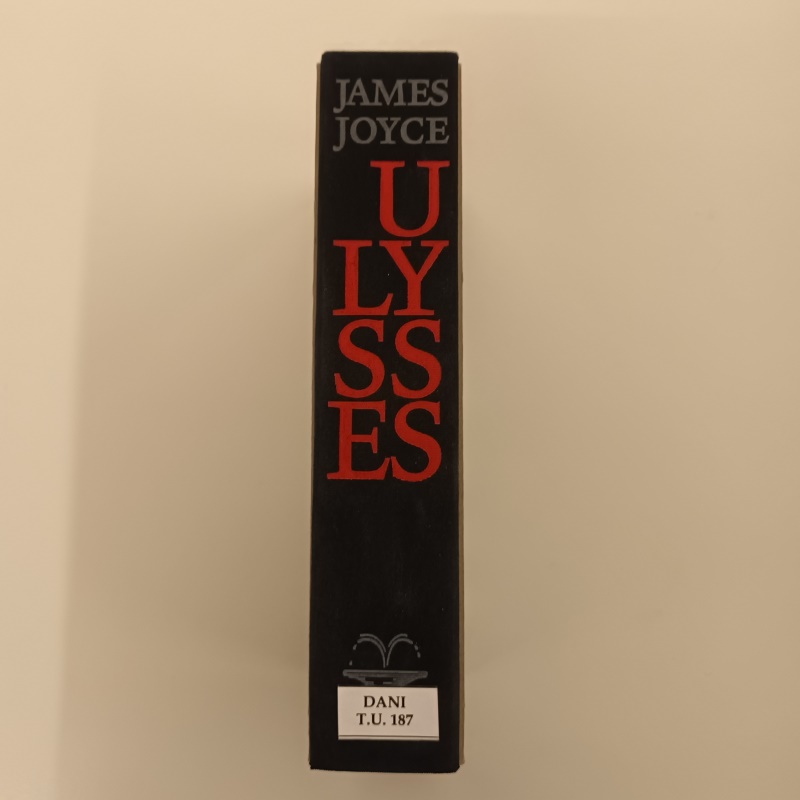 JAMES
JOYCE
U
LY
SS
ES
DANI
T.U. 187